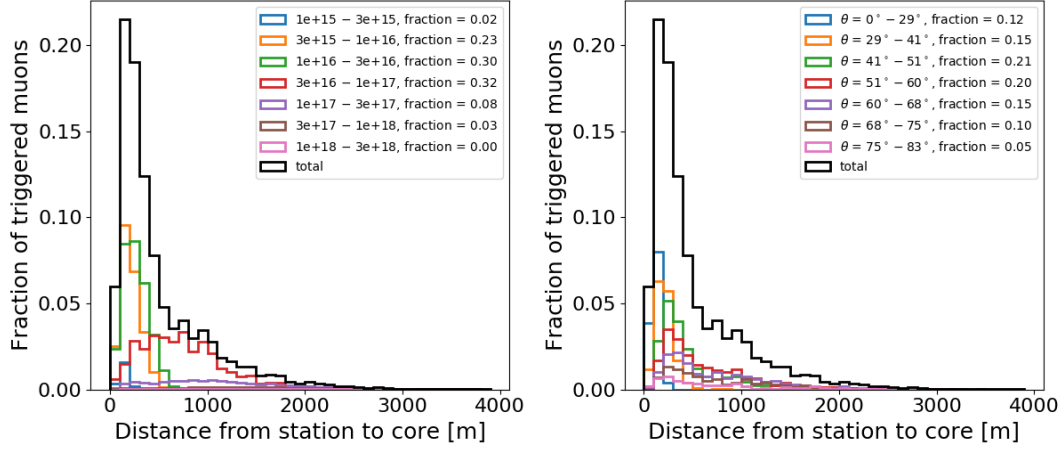 Fraction of triggered muons
0.20
0.15
0.10
0.05
0.00
1e+15 − 3e+15, fraction = 0.02
3e+15 − 1e+16, fraction = 0.23
1e+16 − 3e+16, fraction = 0.30
3e+16 − 1e+17, fraction = 0.32
1e+17 − 3e+17, fraction = 0.08
3e+17 − 1e+18, fraction = 0.03
1e+18 − 3e+18, fraction = 0.00
total
0 1000 2000 3000 4000
Distance from station to core [m]
Fraction of triggered muons
0.20
0.15
0.10
0.05
0.00
θ = 0° − 29°, fraction = 0.12
θ = 29° − 41°, fraction = 0.15
θ = 41° − 51°, fraction = 0.21
θ = 51° − 60°, fraction = 0.20
θ = 60° − 68°, fraction = 0.15
θ = 68° − 75°, fraction = 0.10
θ = 75° − 83°, fraction = 0.05
total
0 1000 2000 3000 4000
Distance from station to core [m]